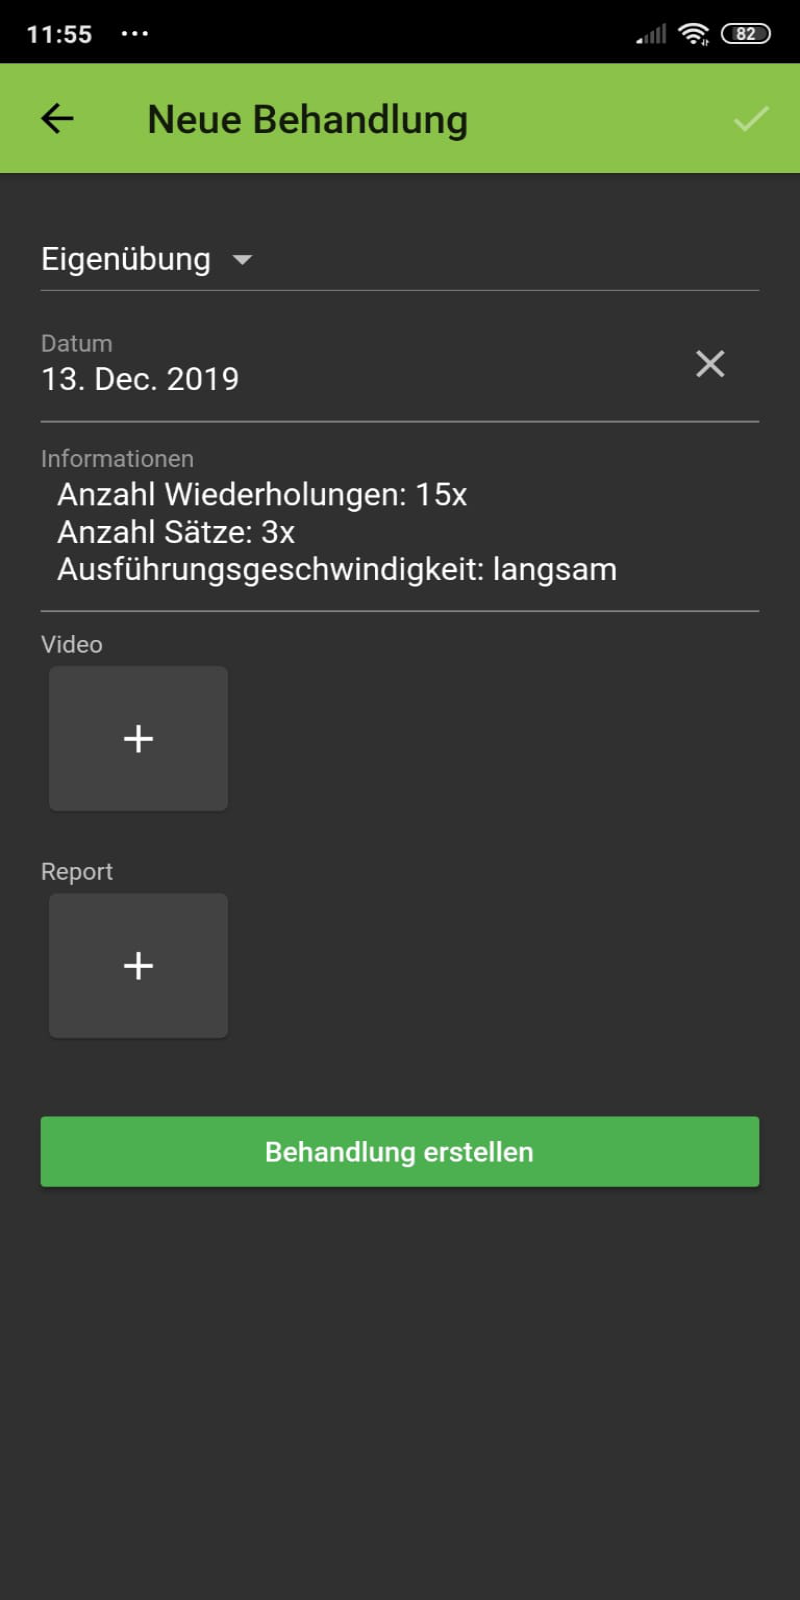 11:55 ... 82
Neue Behandlung
Eigenübung
Datum
13. Dec. 2019
Informationen
Anzahl Wiederholungen: 15x
Anzahl Sätze: 3x
Ausführungsgeschwindigkeit: langsam
Video
+
Report
+
Behandlung erstellen